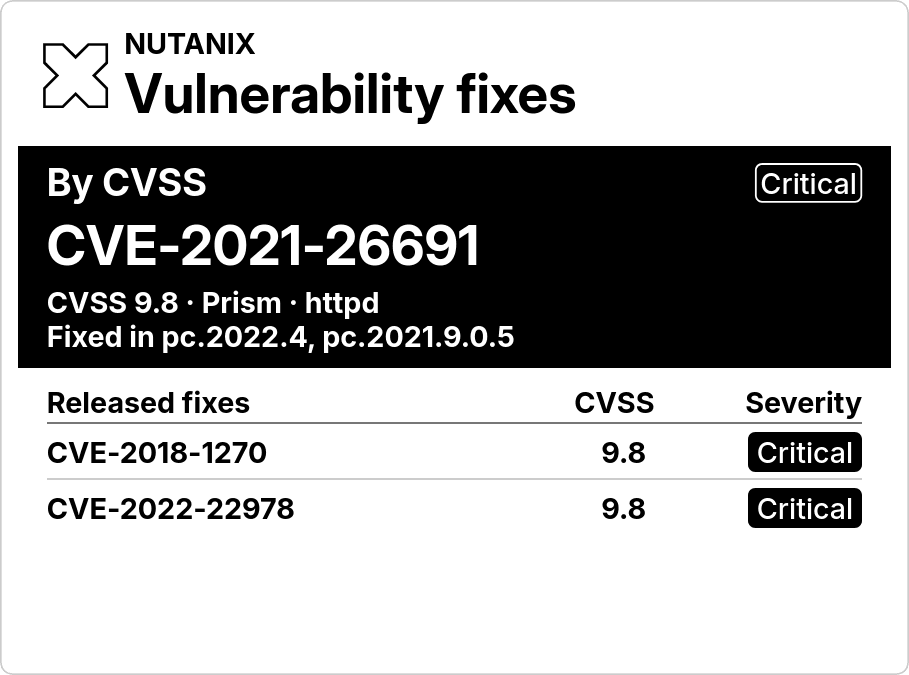 NUTANIX
Vulnerability fixes
By CVSS
Critical
CVE-2021-26691
CVSS 9.8 · Prism · httpd
Fixed in pc.2022.4, pc.2021.9.0.5
Released fixes CVSS Severity
CVE-2018-1270 9.8 Critical
CVE-2022-22978 9.8 Critical